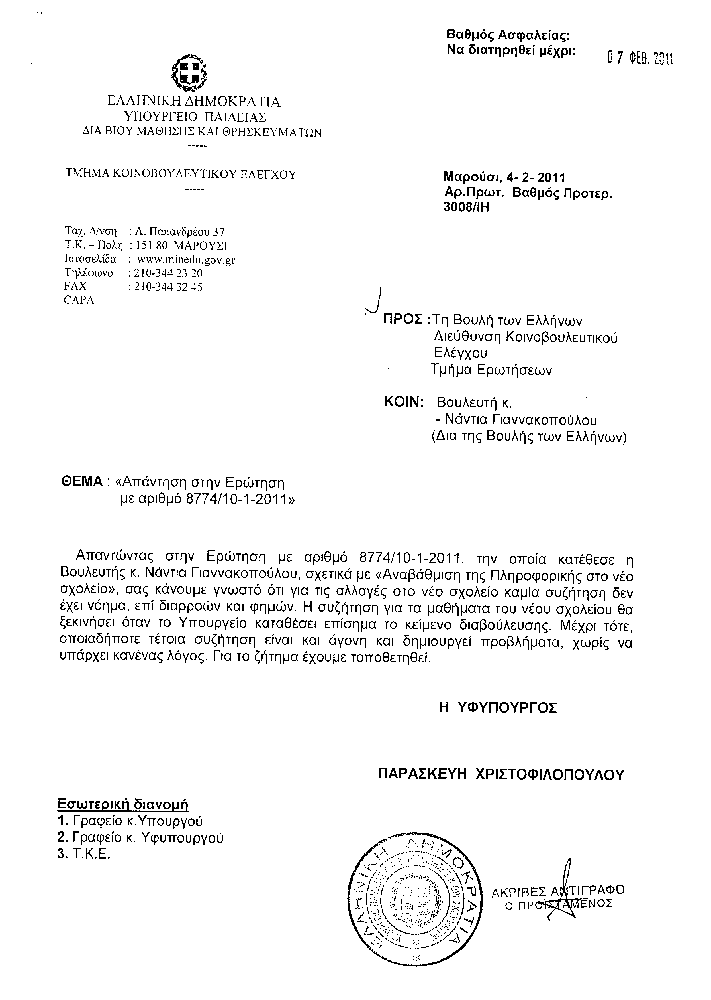 Βαθμός Ασφαλείας:
Να διατηρηθεί μέχρι:
07 ΦΕΒ. 2011
ΕΛΛΗΝΙΚΗ ΔΗΜΟΚΡΑΤΙΑ
ΥΠΟΥΡΓΕΙΟ ΠΑΙΔΕΙΑΣ
ΔΙΑ ΒΙΟΥ ΜΑΘΗΣΗΣ ΚΑΙ ΘΡΗΣΚΕΥΜΑΤΩΝ
-----
ΤΜΗΜΑ ΚΟΙΝΟΒΟΥΛΕΥΤΙΚΟΥ ΕΛΕΓΧΟΥ
-----
Μαρούσι, 4- 2- 2011
Αρ.Πρωτ. Βαθμός Προτερ.
3008/ΙΗ
Ταχ. Δ/νση : Α. Παπανδρέου 37
Τ.Κ. – Πόλη : 151 80 ΜΑΡΟΥΣΙ
Ιστοσελίδα : www.minedu.gov.gr
Τηλέφωνο : 210-344 23 20
FAX : 210-344 32 45
CAPA
ΠΡΟΣ :Τη Βουλή των Ελλήνων
Διεύθυνση Κοινοβουλευτικού
Ελέγχου
Τμήμα Ερωτήσεων
ΚΟΙΝ: Βουλευτή κ.
- Νάντια Γιαννακοπούλου
(Δια της Βουλής των Ελλήνων)
ΘΕΜΑ : «Απάντηση στην Ερώτηση
με αριθμό 8774/10-1-2011»
Απαντώντας στην Ερώτηση με αριθμό 8774/10-1-2011, την οποία κατέθεσε η
Βουλευτής κ. Νάντια Γιαννακοπούλου, σχετικά με «Αναβάθμιση της Πληροφορικής στο νέο
σχολείο», σας κάνουμε γνωστό ότι για τις αλλαγές στο νέο σχολείο καμία συζήτηση δεν
έχει νόημα, επί διαρροών και φημών. Η συζήτηση για τα μαθήματα του νέου σχολείου θα
ξεκινήσει όταν το Υπουργείο καταθέσει επίσημα το κείμενο διαβούλευσης. Μέχρι τότε,
οποιαδήποτε τέτοια συζήτηση είναι και άγονη και δημιουργεί προβλήματα, χωρίς να
υπάρχει κανένας λόγος. Για το ζήτημα έχουμε τοποθετηθεί.
Η ΥΦΥΠΟΥΡΓΟΣ
ΠΑΡΑΣΚΕΥΗ ΧΡΙΣΤΟΦΙΛΟΠΟΥΛΟΥ
Εσωτερική διανομή
1. Γραφείο κ.Υπουργού
2. Γραφείο κ. Υφυπουργού
3. Τ.Κ.Ε.
ΕΛΛΗΝΙΚΗ ΔΗΜΟΚΡΑΤΙΑ
ΥΠΟΥΡΓΕΙΟ ΠΑΙΔΕΙΑΣ ΔΙΑ ΒΙΟΥ ΜΑΘΗΣΗΣ & ΘΡΗΣΚΕΥΜΑΤΩΝ
ΑΚΡΙΒΕΣ ΑΝΤΙΓΡΑΦΟ
Ο ΠΡΟΪΣΤΑΜΕΝΟΣ